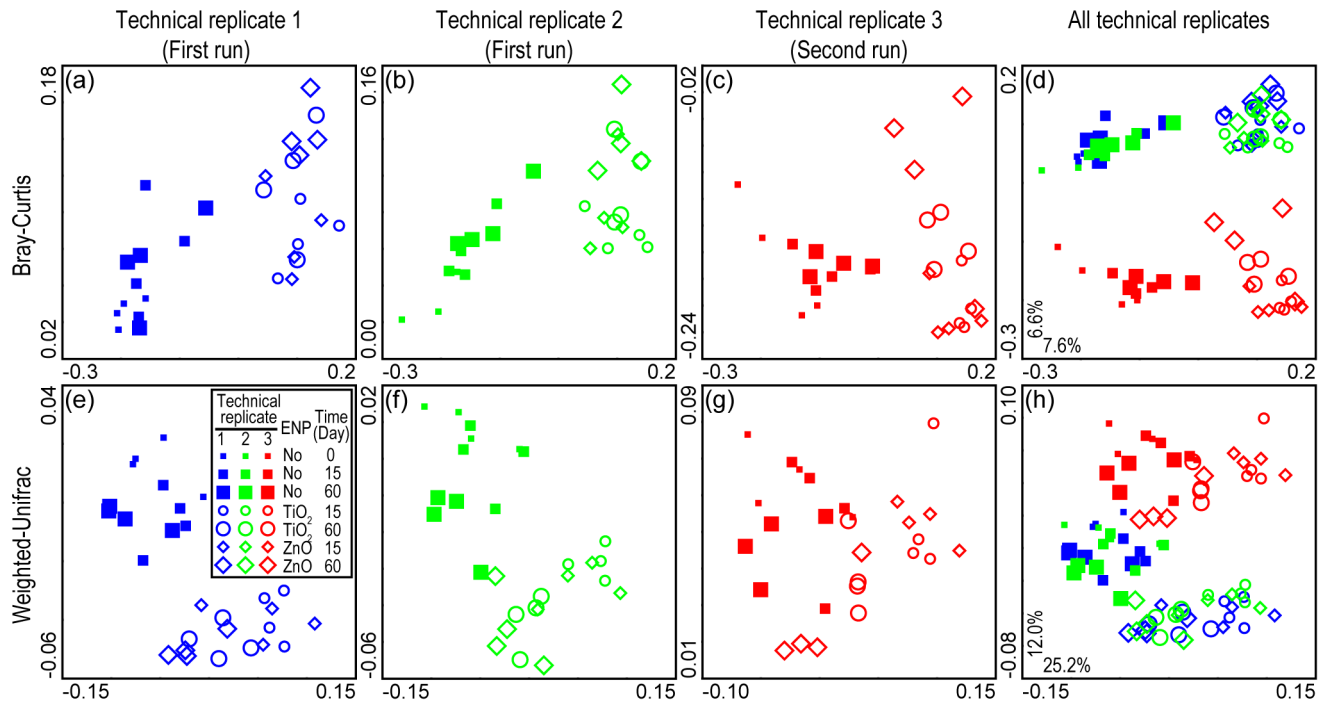 Technical replicate 1
(First run)
Technical replicate 2
(First run)
Technical replicate 3
(Second run)
All technical replicates
Bray-Curtis
(a)
0.18
0.02
-0.3
0.2
(b)
0.16
0.00
-0.3
0.2
(c)
-0.02
-0.24
-0.3
0.2
(d)
0.2
-0.3
6.6%
7.6%
-0.3
0.2
Weighted-Unifrac
(e)
0.04
-0.06
-0.15
0.15
Technical
replicate
ENP
Time
(Day)
1 2 3
No 0
No 15
No 60
TiO2 15
TiO2 60
ZnO 15
ZnO 60
(f)
0.02
-0.06
-0.15
0.15
(g)
0.09
0.01
-0.10
0.15
(h)
0.10
-0.08
12.0%
25.2%
-0.15
0.15